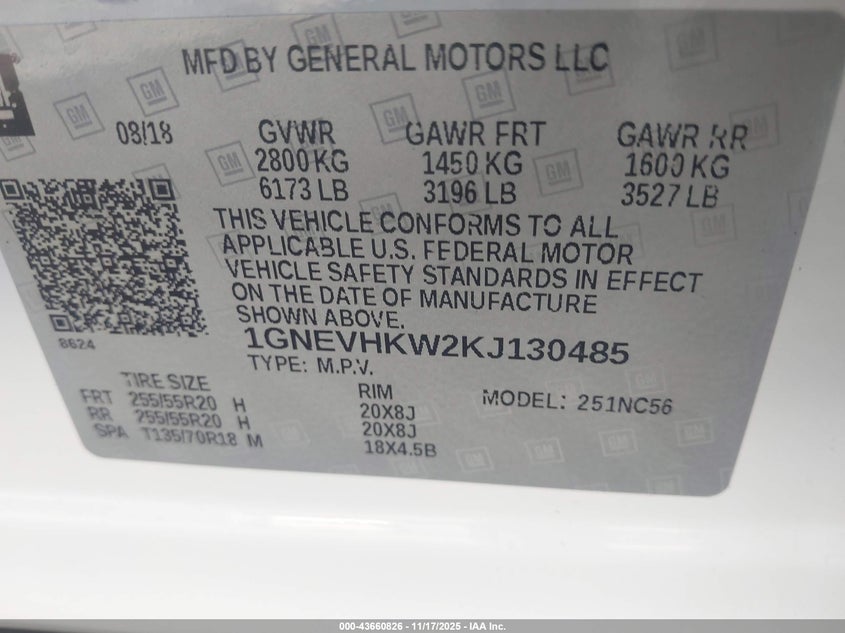 MFD BY GENERAL MOTORS LLC
08/18 GVWR GAWR FRT GAWR RR
2800 KG 1450 KG 1600 KG
6173 LB 3196 LB 3527 LB
THIS VEHICLE CONFORMS TO ALL
APPLICABLE U.S. FEDERAL MOTOR
VEHICLE SAFETY STANDARDS IN EFFECT
ON THE DATE OF MANUFACTURE
SHOWN ABOVE.
8624
1GNEVHKW2KJ130485
TYPE: M.P.V.
TIRE SIZE RIM MODEL: 251NC56
FRT 255/55R20 H 20X8J
RR 255/55R20 H 20X8J
SPA T135/70R18 M 18X4.5B
000-43660826 | 11/17/2025 - IAA Inc.